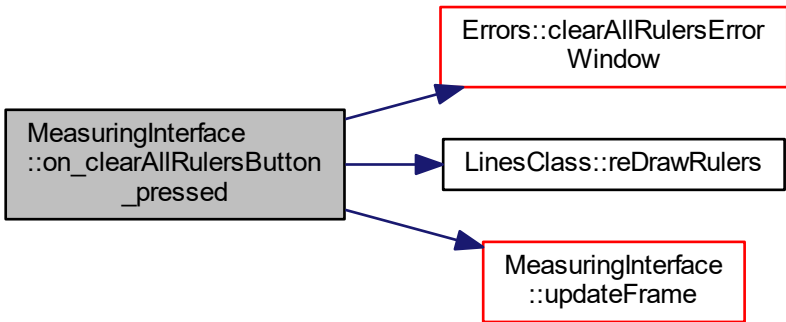 MeasuringInterface
::on_clearAllRulersButton
_pressed
Errors::clearAllRulersError
Window
LinesClass::reDrawRulers
MeasuringInterface
::updateFrame